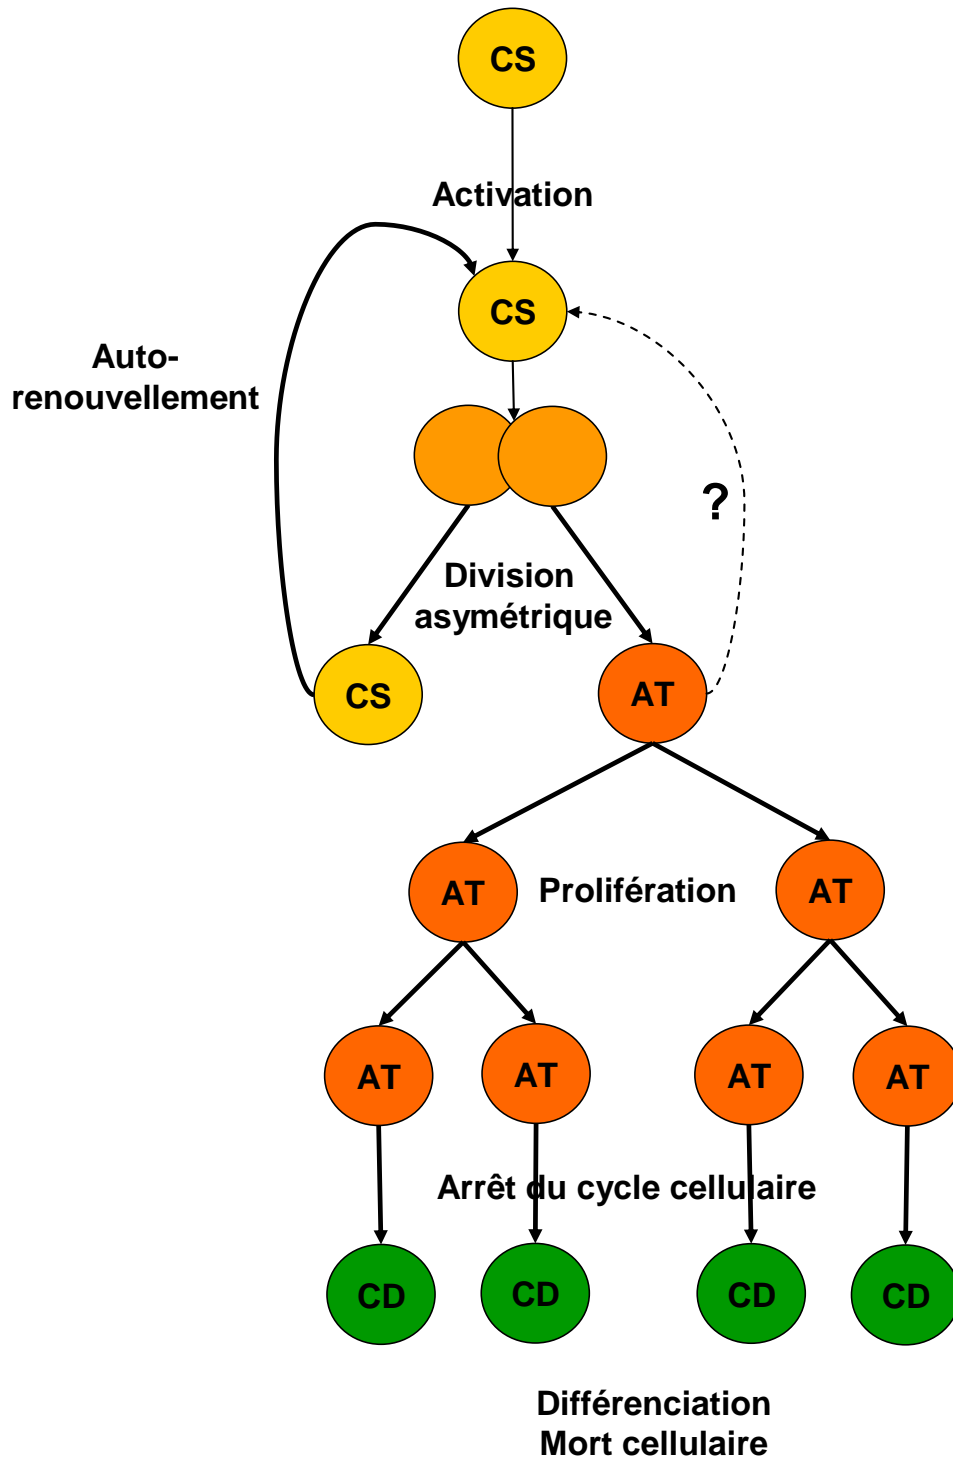 CS
Activation
CS
Auto-
renouvellement
?
Division
asymétrique
CS
AT
AT
Prolifération
AT
AT
AT
AT
AT
Arrêt du cycle cellulaire
CD
CD
CD
CD
Différenciation
Mort cellulaire